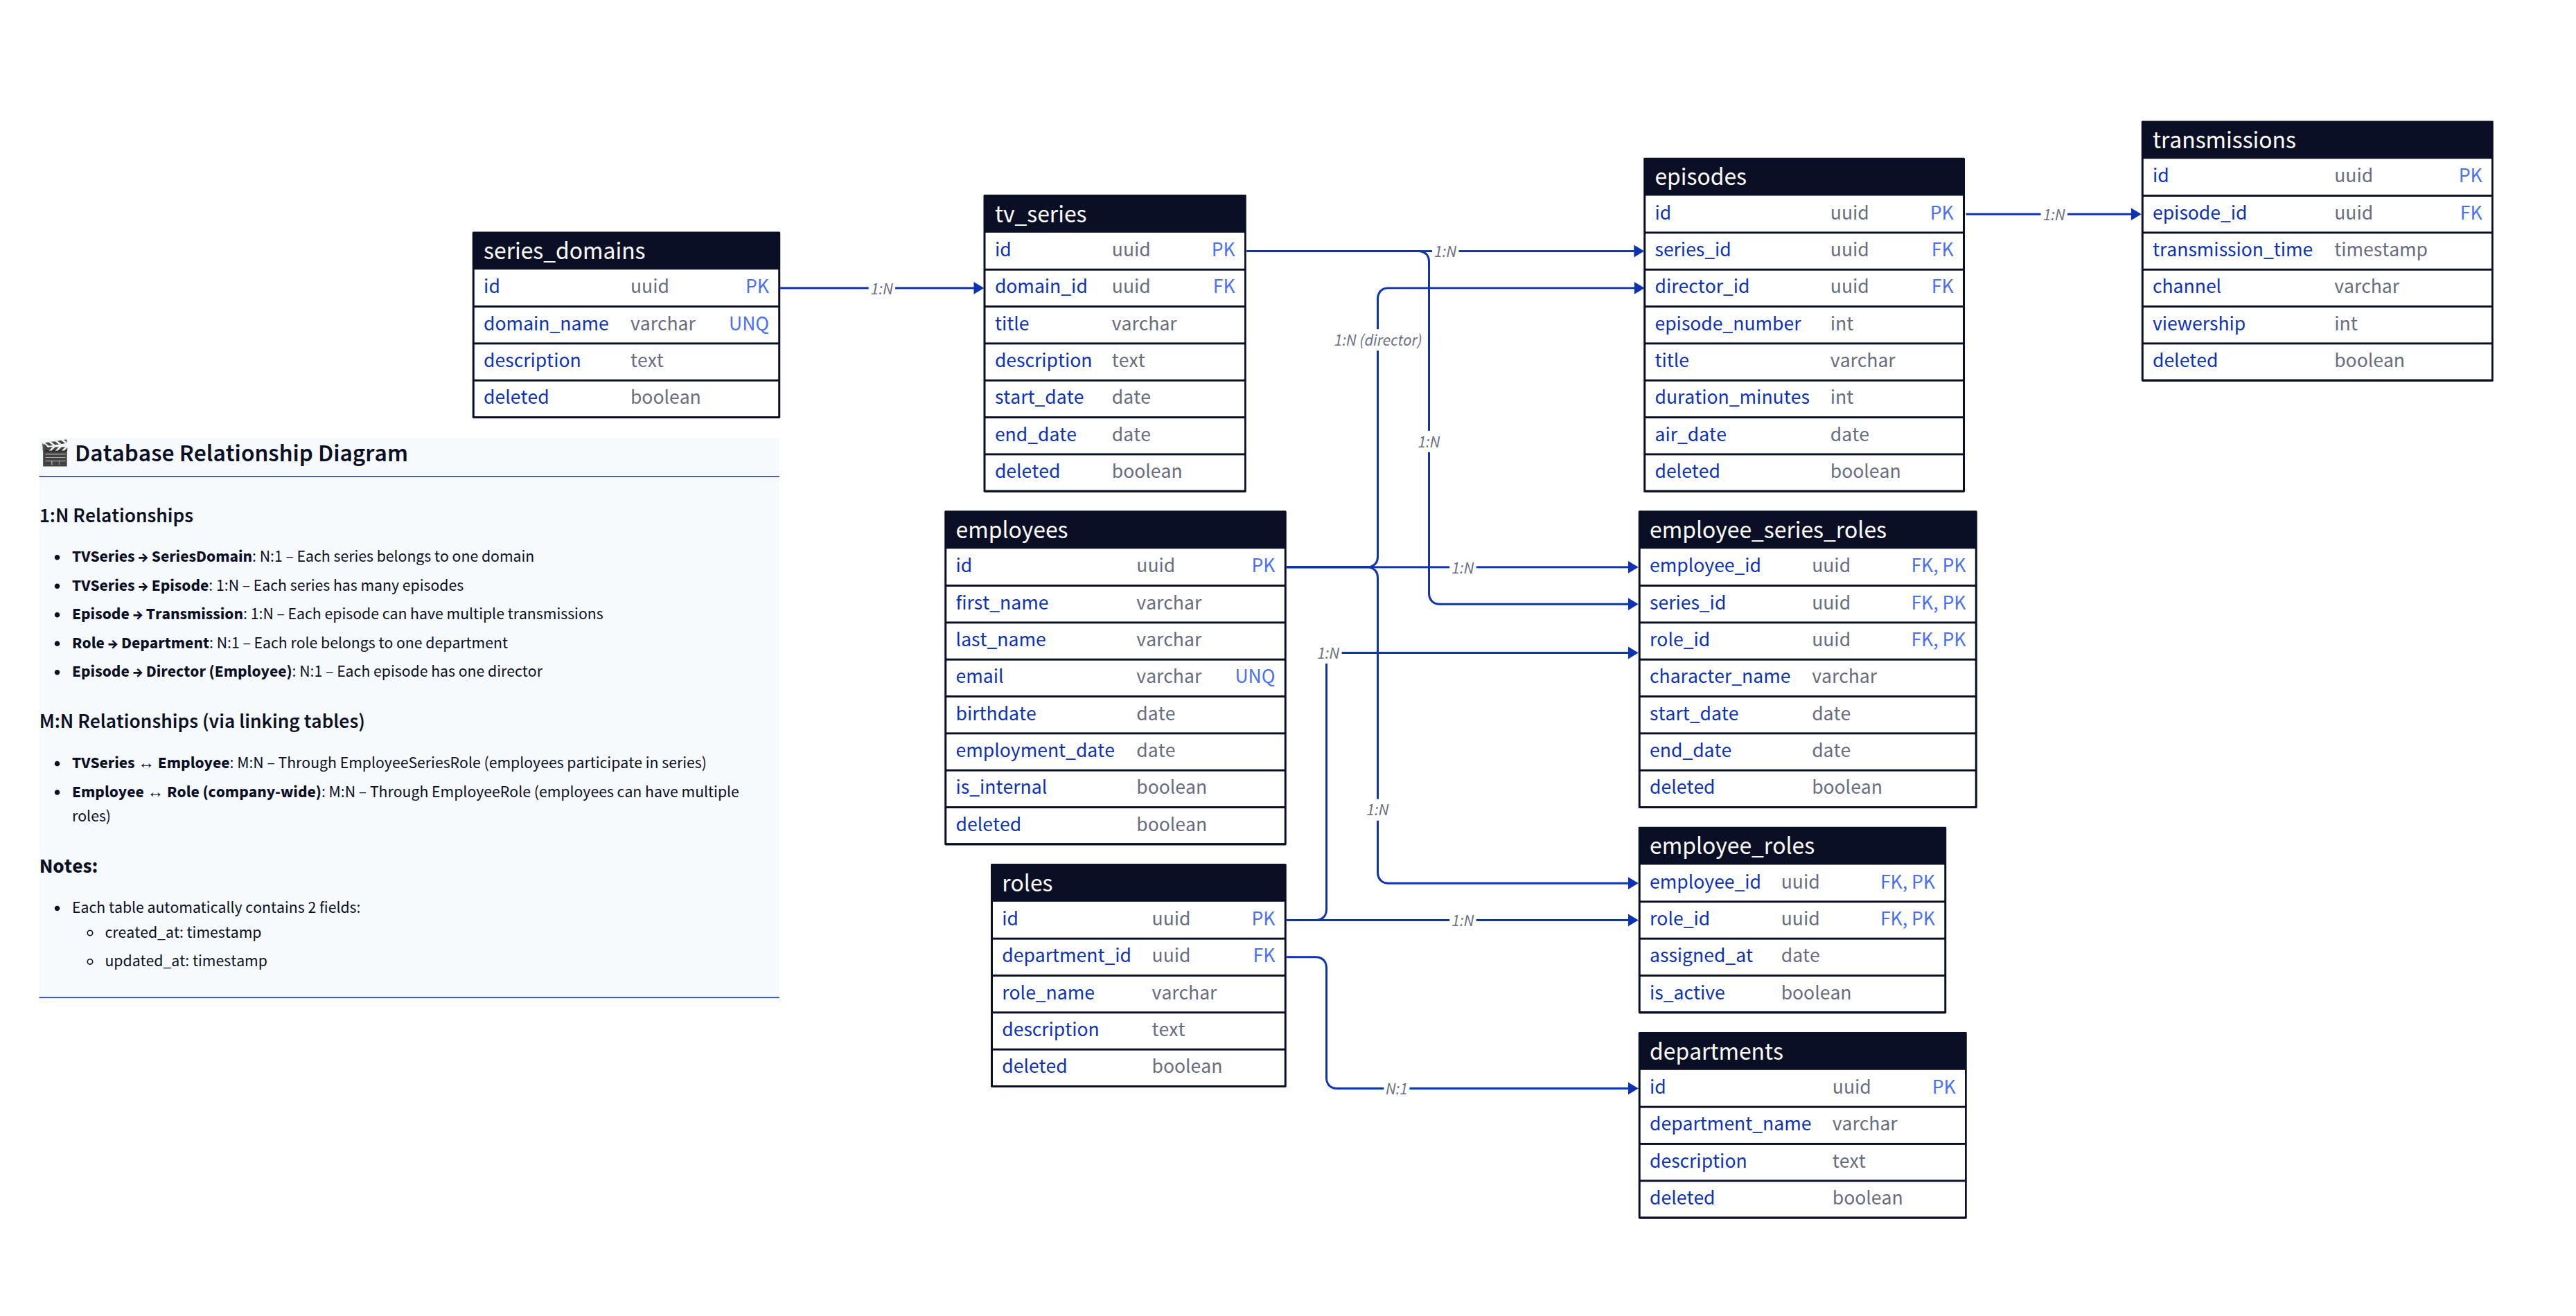 series_domains
id uuid PK
domain_name varchar UNQ
description text
deleted boolean
1:N
tv_series
id uuid PK
domain_id uuid FK
title varchar
description text
start_date date
end_date date
deleted boolean
1:N
1:N (director)
1:N
episodes
id uuid PK
series_id uuid FK
director_id uuid FK
episode_number int
title varchar
duration_minutes int
air_date date
deleted boolean
1:N
transmissions
id uuid PK
episode_id uuid FK
transmission_time timestamp
channel varchar
viewership int
deleted boolean
🎬 Database Relationship Diagram
1:N Relationships
• TVSeries → SeriesDomain: N:1 – Each series belongs to one domain
• TVSeries → Episode: 1:N – Each series has many episodes
• Episode → Transmission: 1:N – Each episode can have multiple transmissions
• Role → Department: N:1 – Each role belongs to one department
• Episode → Director (Employee): N:1 – Each episode has one director
M:N Relationships (via linking tables)
• TVSeries ↔ Employee: M:N – Through EmployeeSeriesRole (employees participate in series)
• Employee ↔ Role (company-wide): M:N – Through EmployeeRole (employees can have multiple
roles)
Notes:
• Each table automatically contains 2 fields:
◦ created_at: timestamp
◦ updated_at: timestamp
employees
id uuid PK
first_name varchar
last_name varchar
email varchar UNQ
birthdate date
employment_date date
is_internal boolean
deleted boolean
1:N
1:N
1:N
employee_series_roles
employee_id uuid FK, PK
series_id uuid FK, PK
role_id uuid FK, PK
character_name varchar
start_date date
end_date date
deleted boolean
roles
id uuid PK
department_id uuid FK
role_name varchar
description text
deleted boolean
1:N
N:1
employee_roles
employee_id uuid FK, PK
role_id uuid FK, PK
assigned_at date
is_active boolean
departments
id uuid PK
department_name varchar
description text
deleted boolean